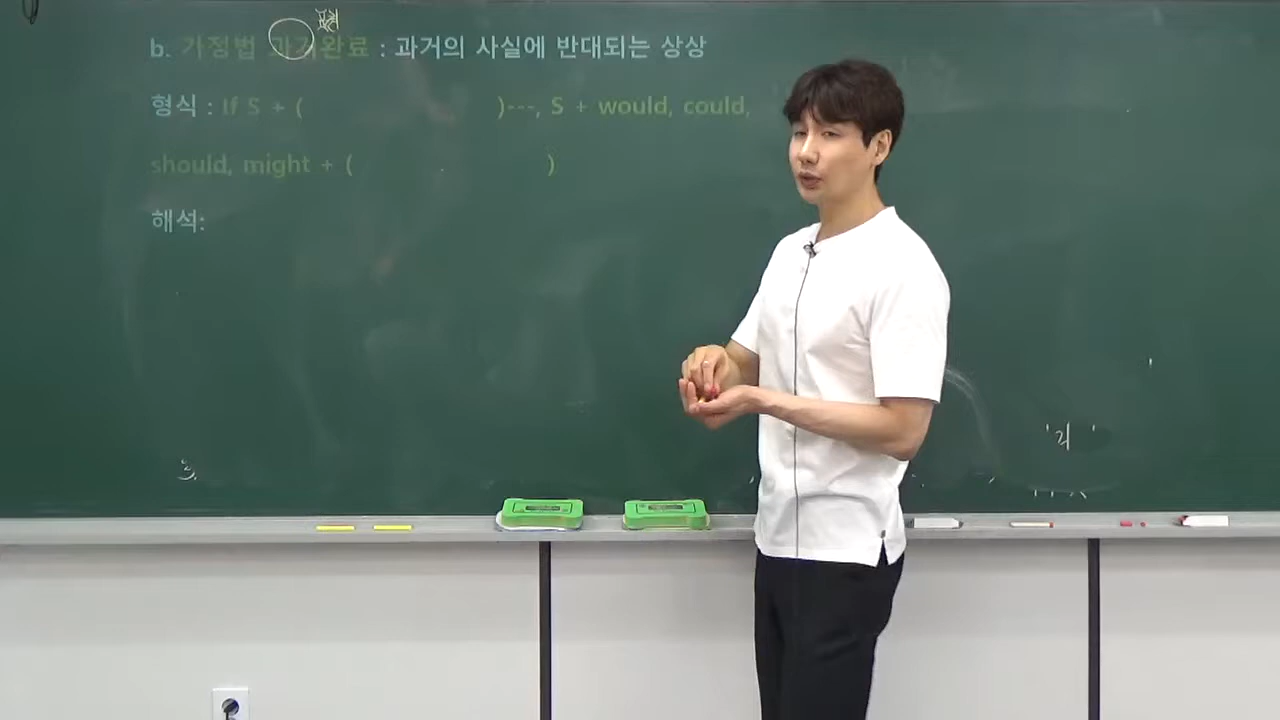 b. 가정법 과거완료 : 과거의 사실에 반대되는 상상
형식 : If S + ( )---, S + would, could,
should, might + ( )
해석: